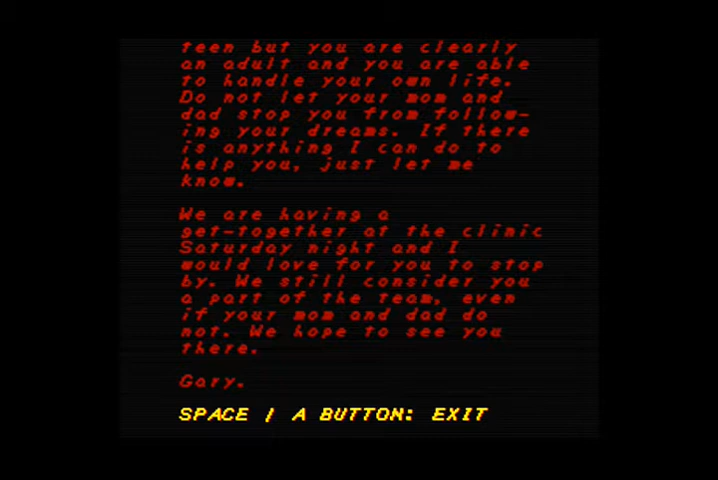 teen but you are clearly
an adult and you are able
to handle your own life.
Do not let your mom and
dad stop you from follow-
ing your dreams. If there
is anything I can do to
help you, just let me
know.
We are having a
get-together at the clinic
Saturday night and I
would love for you to stop
by. We still consider you
a part of the team, even
if your mom and dad do
not. We hope to see you
there.
Gary.
SPACE / A BUTTON: EXIT